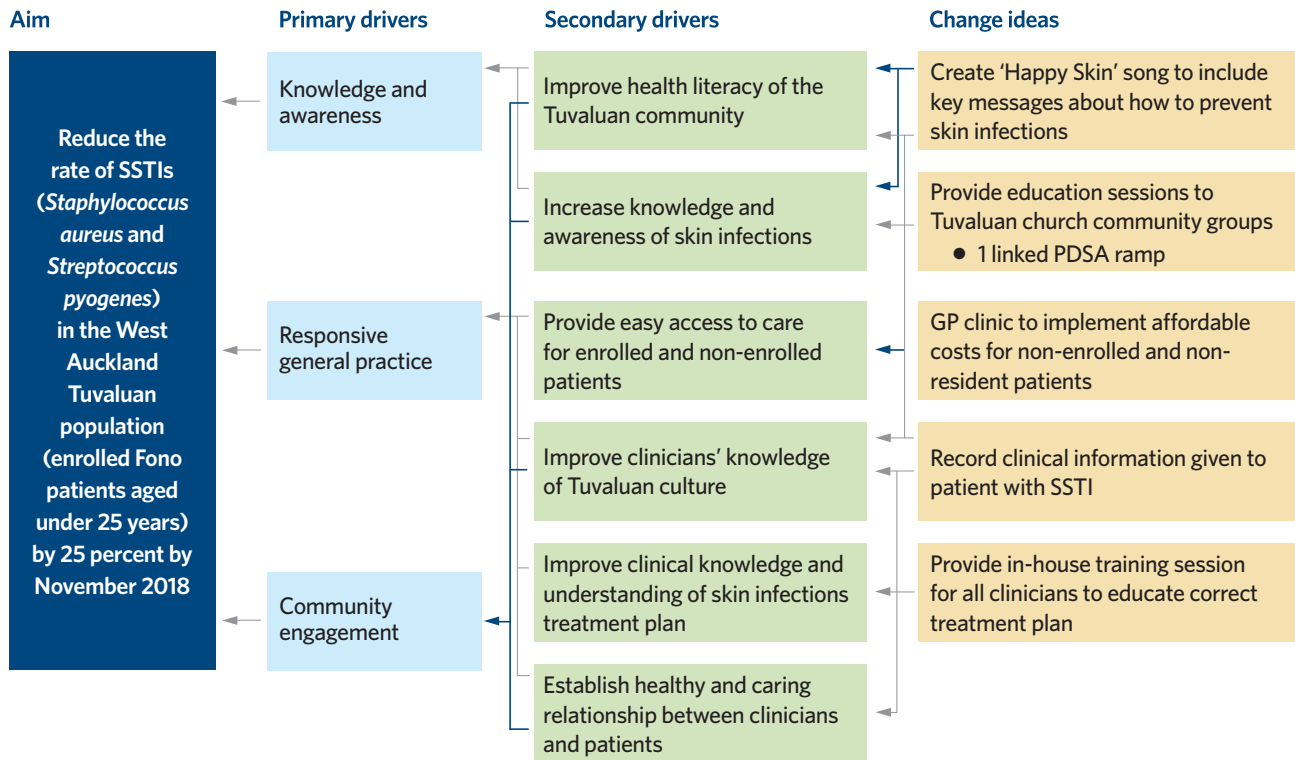 Aim
Primary drivers
Secondary drivers
Change ideas
Reduce the
rate of SSTIs
(Staphylococcus
aureus and
Streptococcus
pyogenes)
in the West
Auckland
Tuvaluan
population
(enrolled Fono
patients aged
under 25 years)
by 25 percent by
November 2018
Knowledge and
awareness
Responsive
general practice
Community
engagement
Improve health literacy of the
Tuvaluan community
Increase knowledge and
awareness of skin infections
Provide easy access to care
for enrolled and non-enrolled
patients
Improve clinicians’ knowledge
of Tuvaluan culture
Improve clinical knowledge and
understanding of skin infections
treatment plan
Establish healthy and caring
relationship between clinicians
and patients
Create ‘Happy Skin’ song to include
key messages about how to prevent
skin infections
Provide education sessions to
Tuvaluan church community groups
• 1 linked PDSA ramp
GP clinic to implement affordable
costs for non-enrolled and non-
resident patients
Record clinical information given to
patient with SSTI
Provide in-house training session
for all clinicians to educate correct
treatment plan